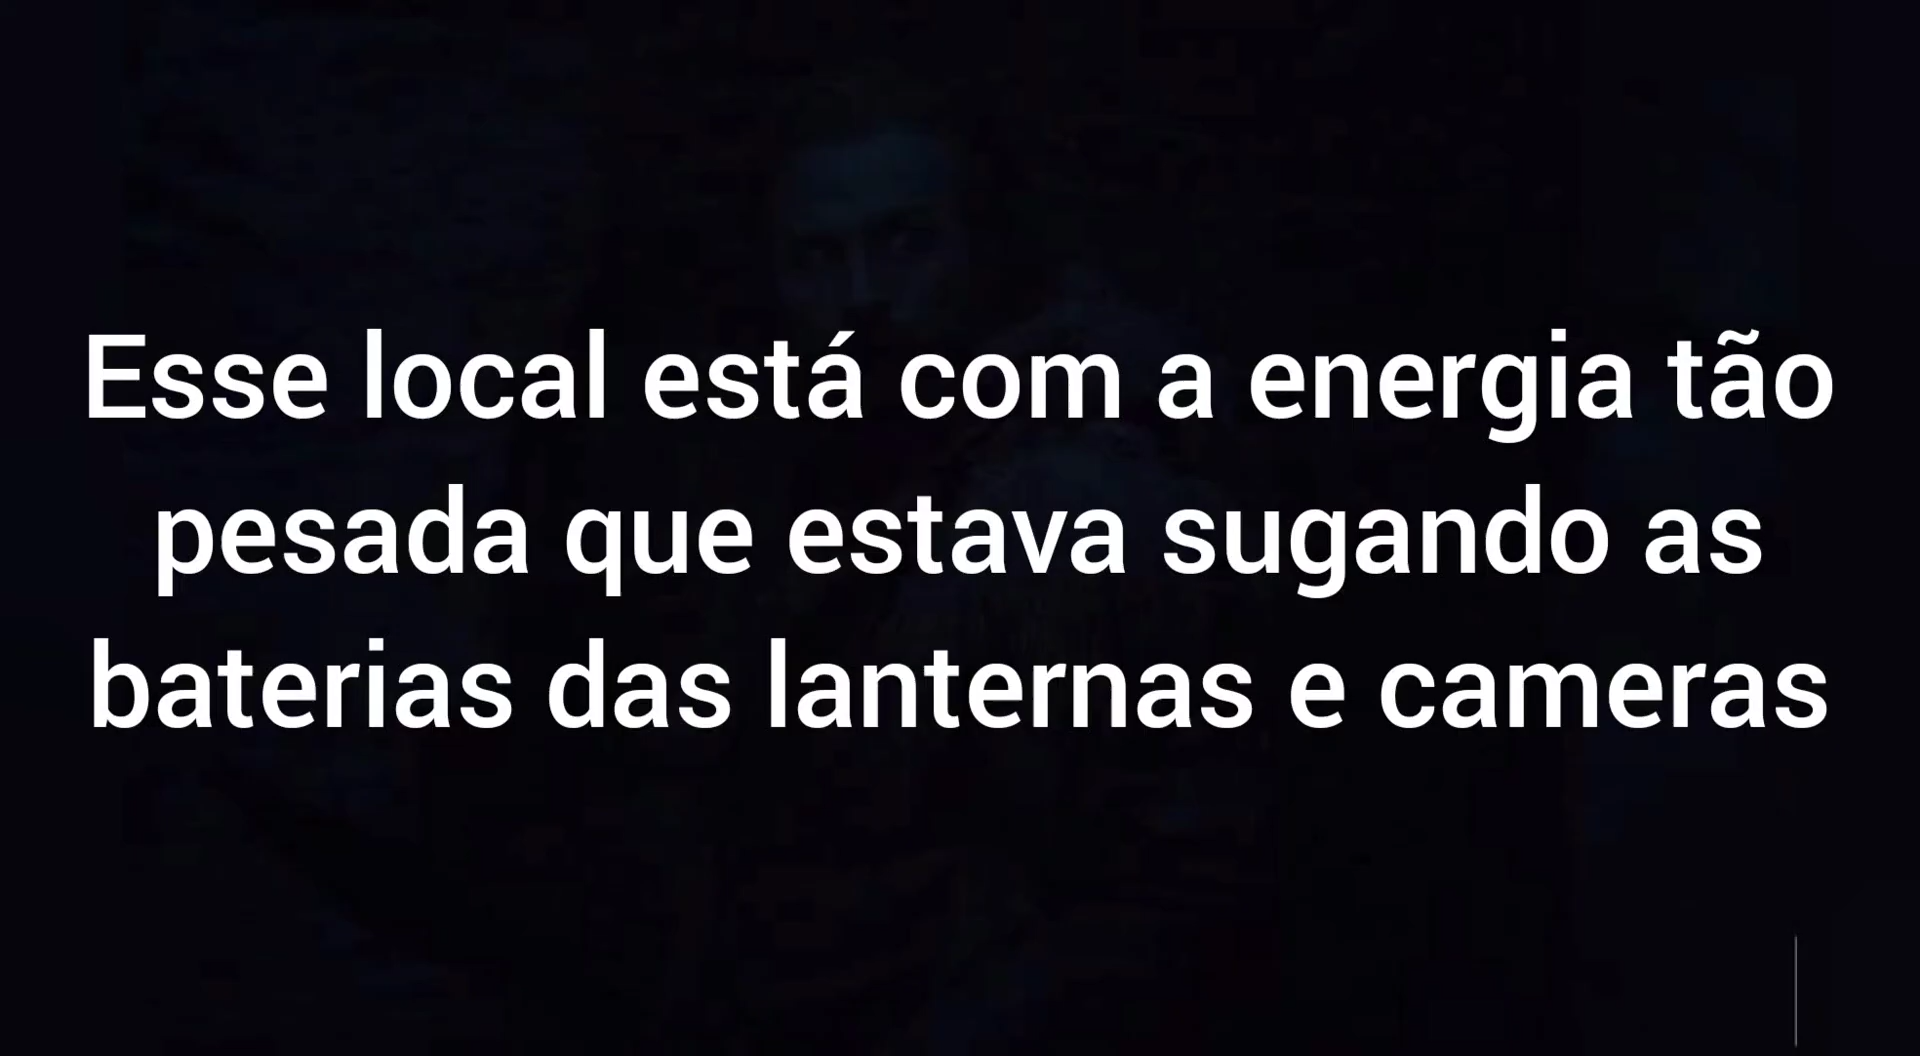 Esse local está com a energia tão
pesada que estava sugando as
baterias das lanternas e cameras